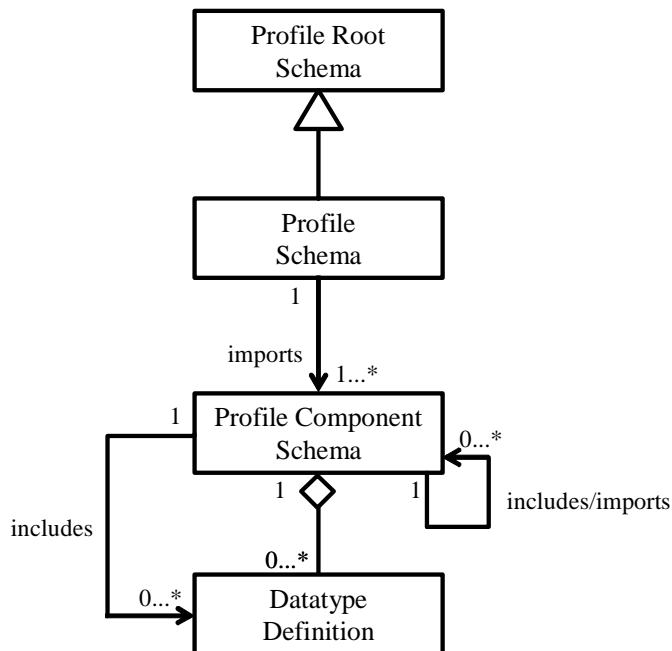 Profile Root
Schema
Profile
Schema
1
imports
1...*
1
Profile Component
Schema
0...*
1
1
includes/imports
includes
0...*
0...*
Datatype
Definition